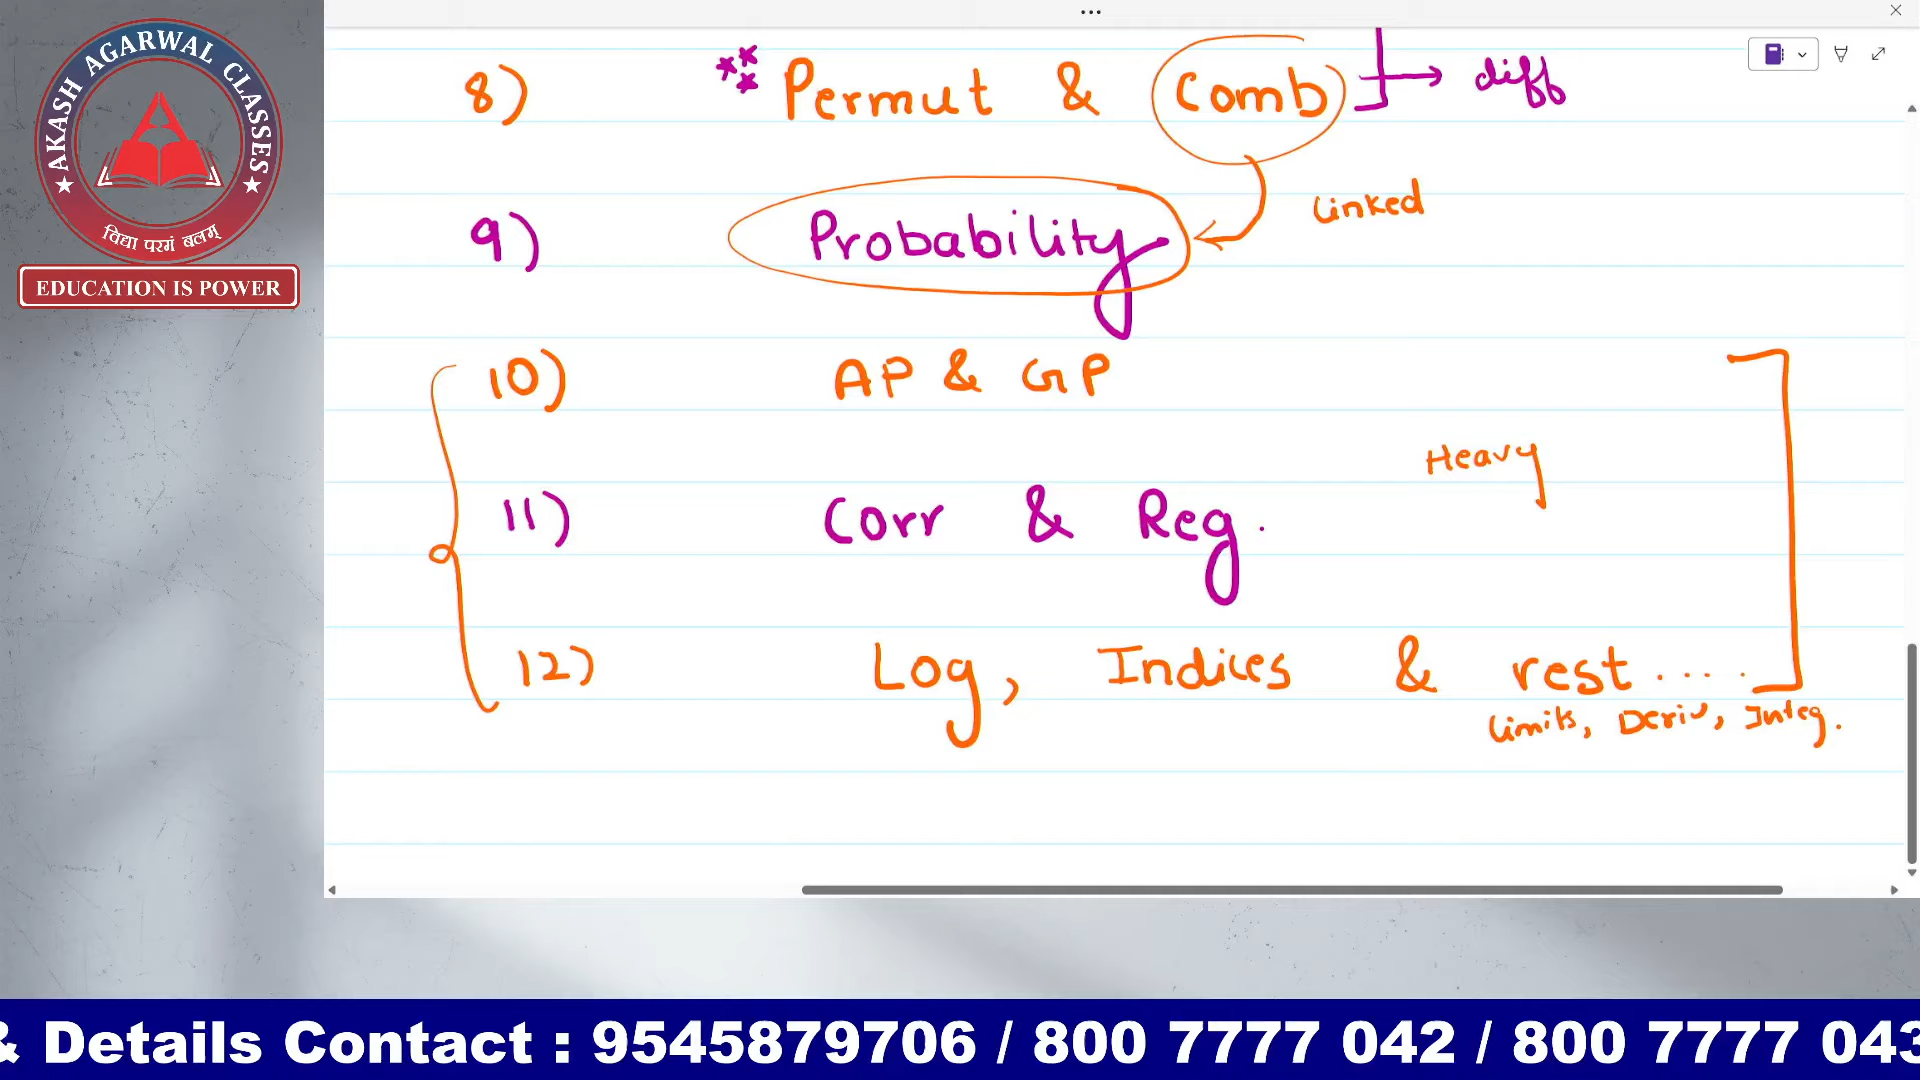 AKASH AGARWAL CLASSES
विद्या परमं बलम्
EDUCATION IS POWER
8) *** Permut & Comb → diff
Linked
9) Probability
10) AP & GP
Heavy
11) Corr & Reg.
12) Log, Indices & rest .....
Limits, Deriv, Integ.
& Details Contact : 9545879706 / 800 7777 042 / 800 7777 043